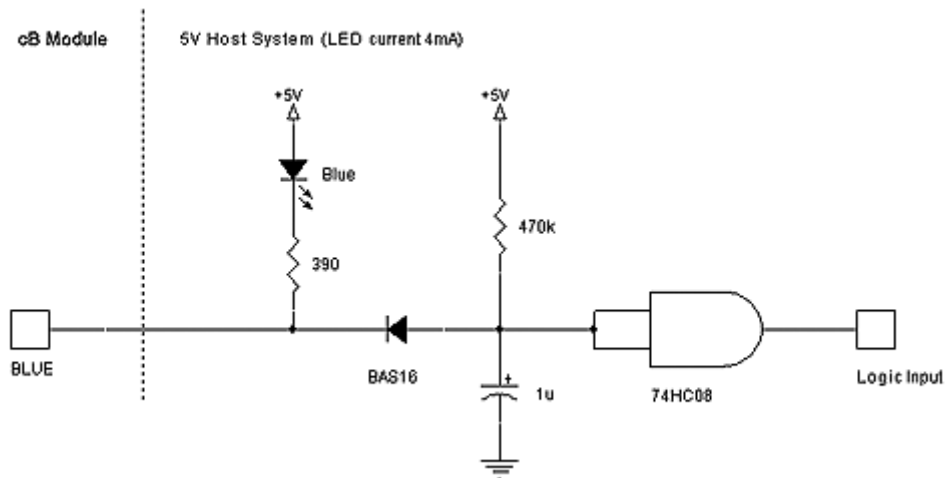 cB Module
5V Host System (LED current 4mA)
+5V
+5V
Blue
470k
390
BLUE
BAS16
+
1u
74HC08
Logic Input